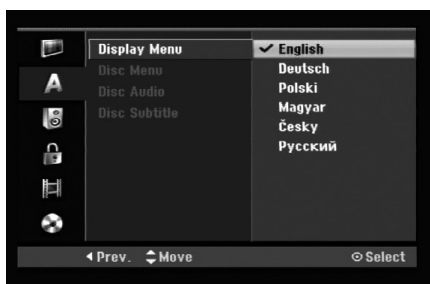 Display Menu
Disc Menu
Disc Audio
Disc Subtitle
A
✔ English
Deutsch
Polski
Magyar
Česky
Русский
Prev. Move
Select